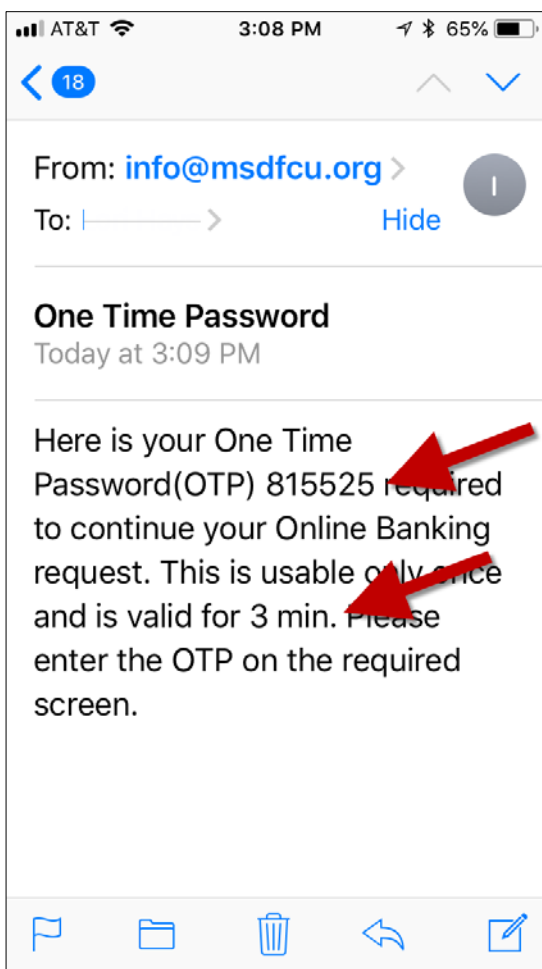 AT&T 3:08 PM 65%
18
From: info@msdfcu.org
I
To: Hide
One Time Password
Today at 3:09 PM
Here is your One Time
Password(OTP) 815525 required
to continue your Online Banking
request. This is usable only once
and is valid for 3 min. Please
enter the OTP on the required
screen.